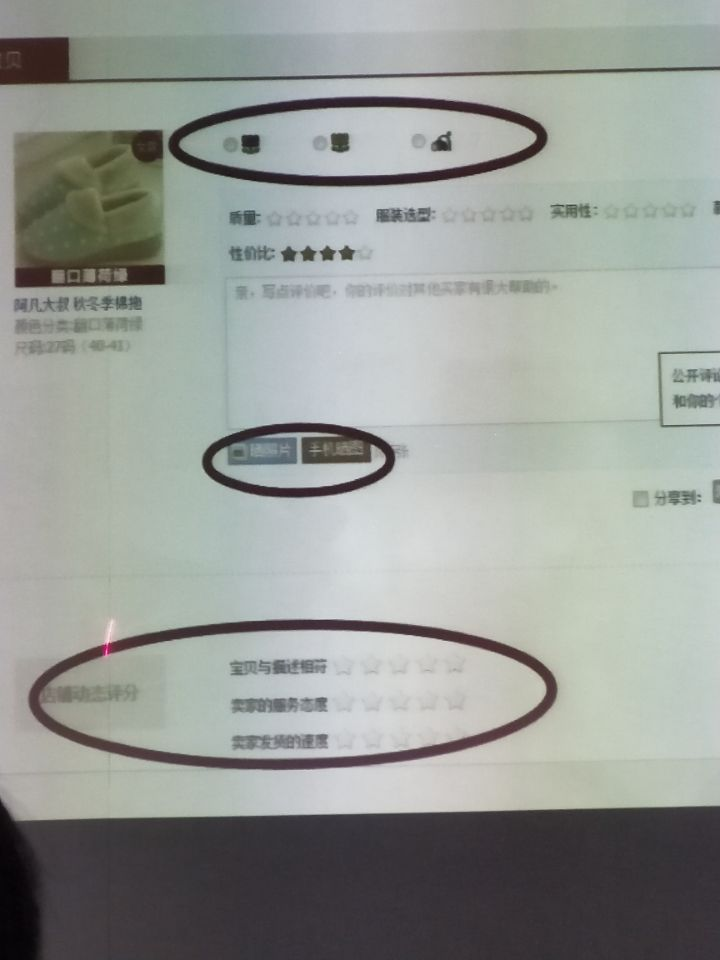 贝
翻口薄荷绿
阿凡大叔 秋冬季棉拖
颜色分类:翻口薄荷绿
尺码:27码（40-41）
质量:
服装选型:
实用性:
性价比:
亲，写点评价吧，你的评价对其他买家有很大帮助的。
公开评论
和你的个
晒照片
手机晒图
分享到:
店铺动态评分
宝贝与描述相符
卖家的服务态度
卖家发货的速度